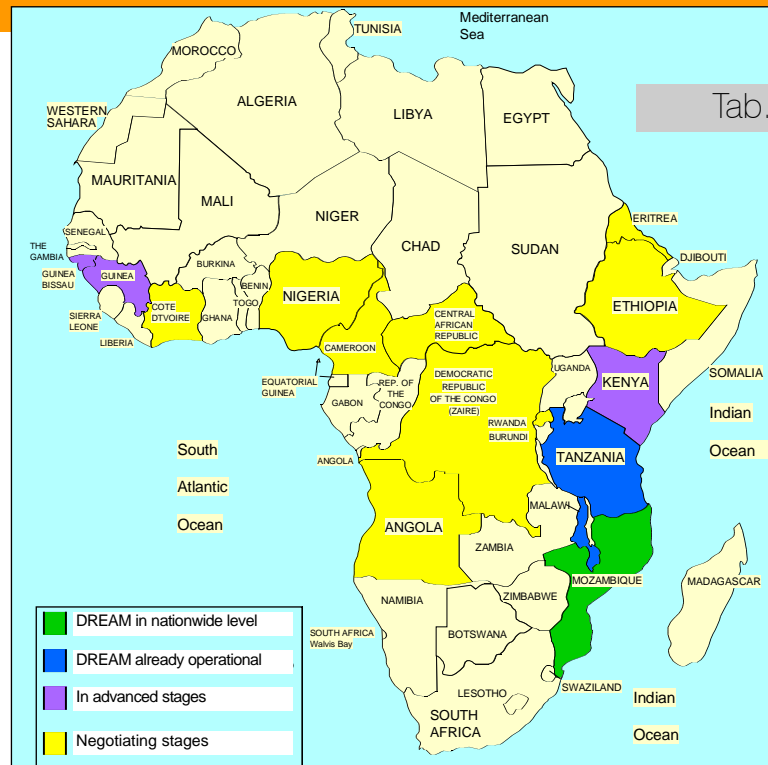 Mediterranean
Sea
Tab.
TUNISIA
MOROCCO
ALGERIA
LIBYA
EGYPT
WESTERN
SAHARA
MAURITANIA
MALI
NIGER
CHAD
SUDAN
ERITREA
SENEGAL
THE
GAMBIA
GUINEA
BISSAU
GUINEA
BURKINA
BENIN
TOGO
NIGERIA
DJIBOUTI
ETHIOPIA
SIERRA
LEONE
LIBERIA
COTE
DTVOIRE
GHANA
CENTRAL
AFRICAN
REPUBLIC
CAMEROON
EQUATORIAL
GUINEA
GABON
REP. OF
THE
CONGO
DEMOCRATIC
REPUBLIC
OF THE CONGO
(ZAIRE)
UGANDA
KENYA
SOMALIA
RWANDA
BURUNDI
Indian
Ocean
TANZANIA
ANGOLA
South
Atlantic
Ocean
ANGOLA
MALAWI
ZAMBIA
MOZAMBIQUE
MADAGASCAR
NAMIBIA
ZIMBABWE
BOTSWANA
SOUTH AFRICA
Walvis Bay
SWAZILAND
LESOTHO
SOUTH
AFRICA
Indian
Ocean
DREAM in nationwide level
DREAM already operational
In advanced stages
Negotiating stages